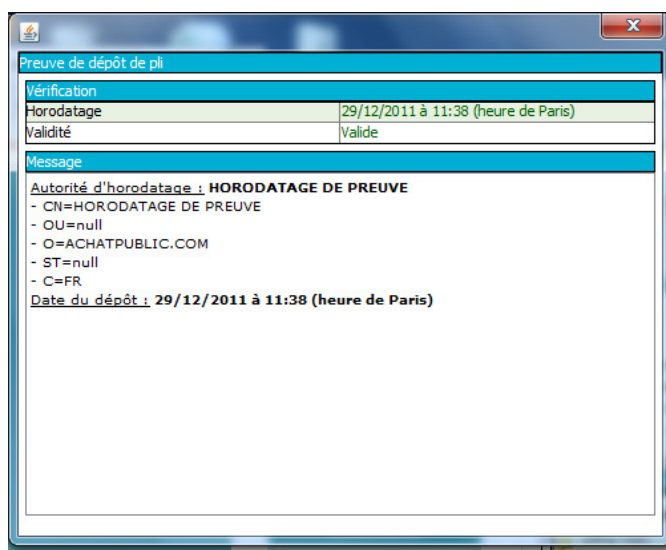 Preuve de dépôt de pli
Vérification
Horodatage 29/12/2011 à 11:38 (heure de Paris)
Validité Valide
Message
Autorité d'horodatage : HORODATAGE DE PREUVE
- CN=HORODATAGE DE PREUVE
- OU=null
- O=ACHATPUBLIC.COM
- ST=null
- C=FR
Date du dépôt : 29/12/2011 à 11:38 (heure de Paris)